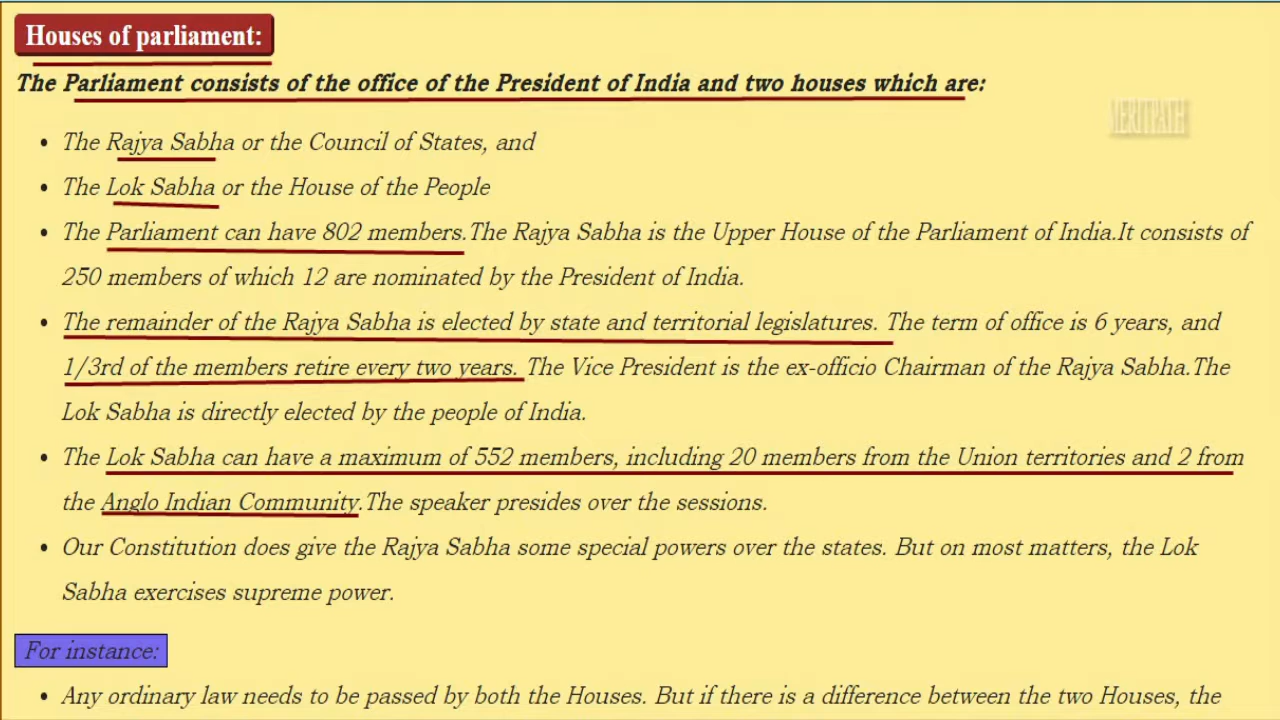 Houses of parliament:
The Parliament consists of the office of the President of India and two houses which are:
MERITPATH
• The Rajya Sabha or the Council of States, and
• The Lok Sabha or the House of the People
• The Parliament can have 802 members.The Rajya Sabha is the Upper House of the Parliament of India.It consists of
250 members of which 12 are nominated by the President of India.
• The remainder of the Rajya Sabha is elected by state and territorial legislatures. The term of office is 6 years, and
1/3rd of the members retire every two years. The Vice President is the ex-officio Chairman of the Rajya Sabha.The
Lok Sabha is directly elected by the people of India.
• The Lok Sabha can have a maximum of 552 members, including 20 members from the Union territories and 2 from
the Anglo Indian Community.The speaker presides over the sessions.
• Our Constitution does give the Rajya Sabha some special powers over the states. But on most matters, the Lok
Sabha exercises supreme power.
For instance:
• Any ordinary law needs to be passed by both the Houses. But if there is a difference between the two Houses, the